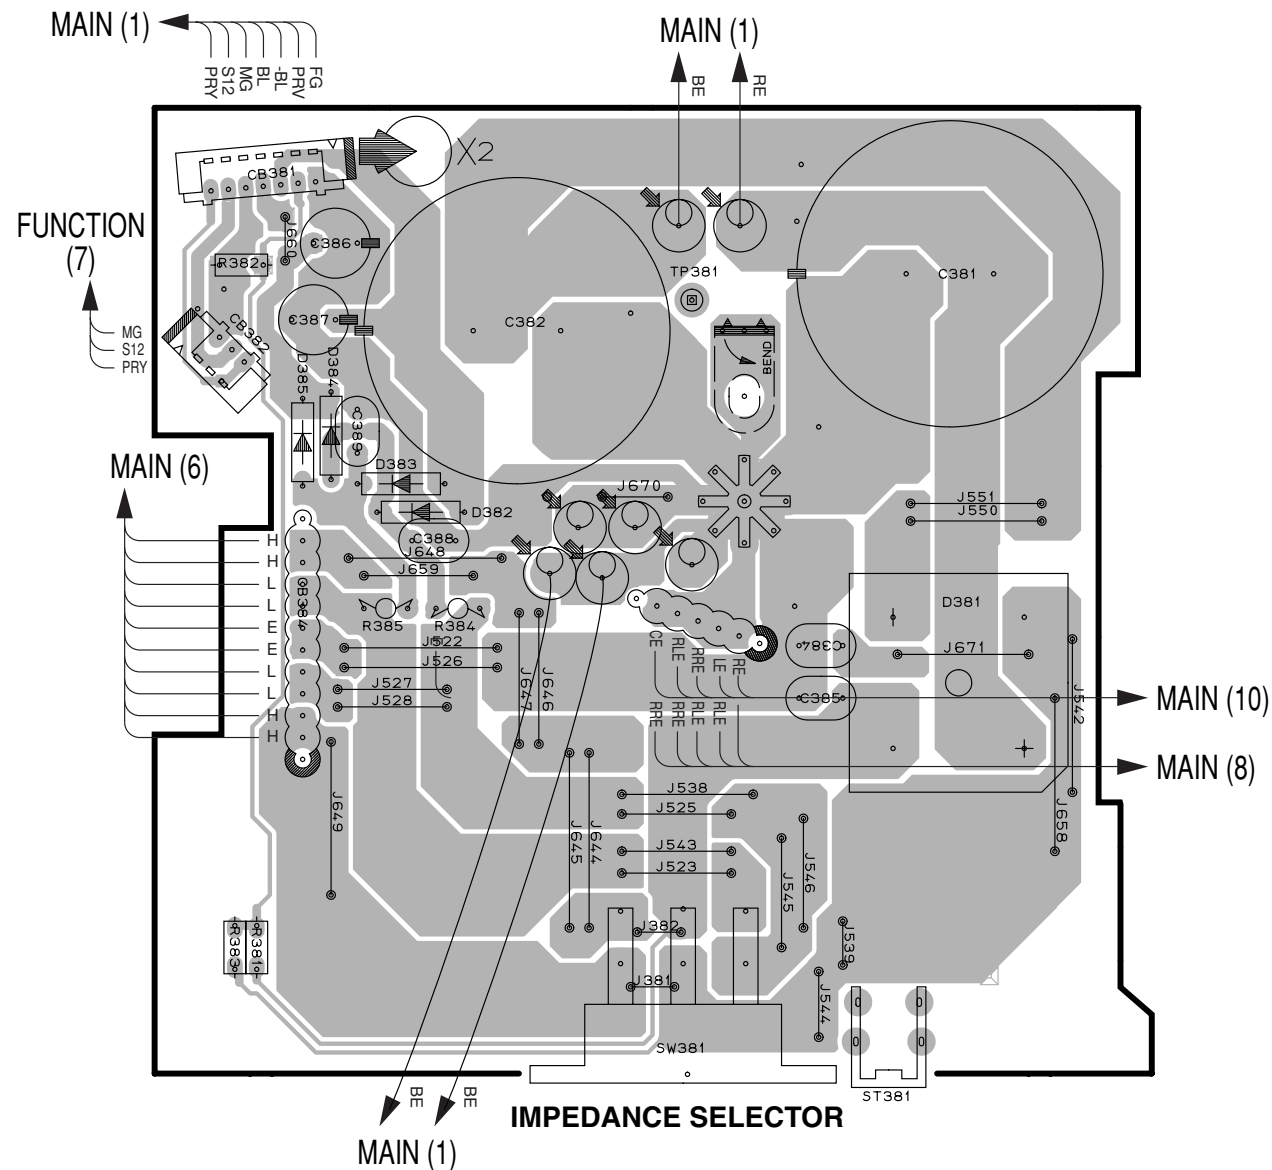 MAIN (1)
PRY
S12
MG
BL
-BL
PRV
FG
MAIN (1)
BE
RE
X2
CB381
FUNCTION
(7)
MG
S12
PRY
J660
C386
R382
C387
CB382
D385
D384
C389
C382
TP381
C381
BEND
MAIN (6)
D383
D382
J670
J551
J550
C388
J648
J659
H
H
L
L
E
E
L
L
H
H
CB384
R385
R384
J522
J526
J527
J528
J647
J646
CE
RLE
RRE
LE
RE
C384
C385
D381
J671
J542
MAIN (10)
RRE
RRE
RLE
RLE
MAIN (8)
J649
J538
J525
J543
J523
J645
J644
J546
J545
J658
R383
R381
J382
J381
J539
J544
SW381
ST381
BE
BE
IMPEDANCE SELECTOR
MAIN (1)